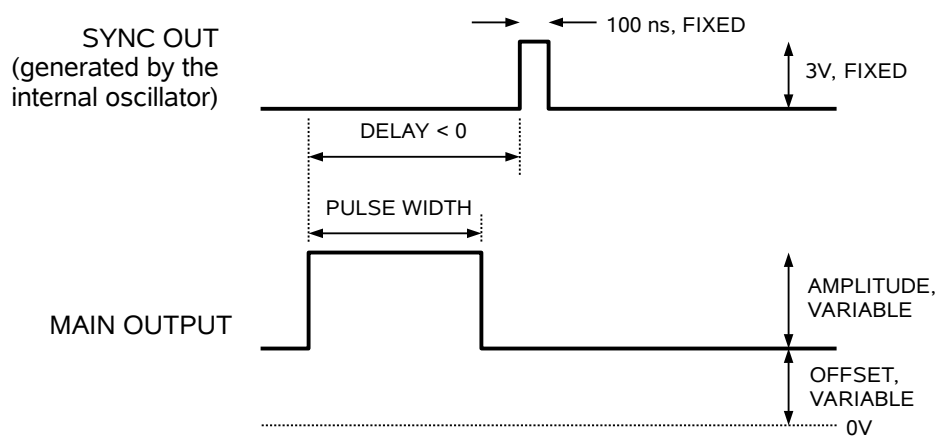 SYNC OUT
(generated by the
internal oscillator)
100 ns, FIXED
3V, FIXED
DELAY < 0
PULSE WIDTH
MAIN OUTPUT
AMPLITUDE,
VARIABLE
OFFSET,
VARIABLE
0V